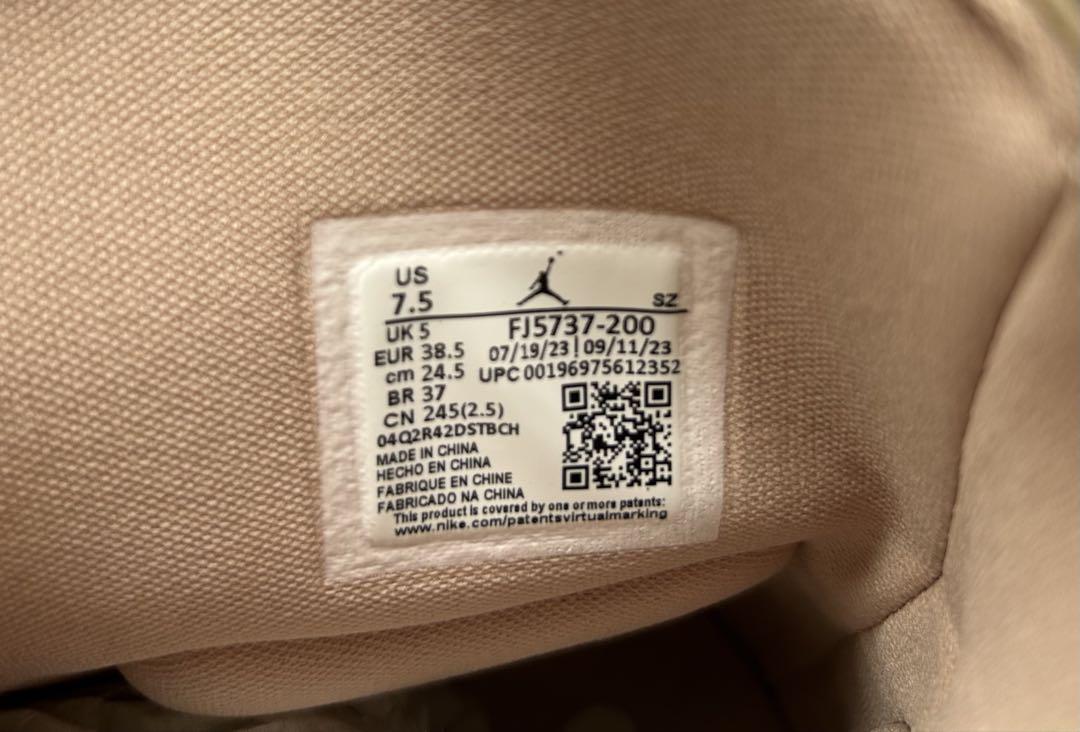 US
7.5
SZ
UK 5
FJ5737-200
EUR 38.5
07/19/23 | 09/11/23
cm 24.5
UPC 00196975612352
BR 37
CN 245(2.5)
04Q2R42DSTBCH
MADE IN CHINA
HECHO EN CHINA
FABRIQUE EN CHINE
FABRICADO NA CHINA
This product is covered by one or more patents:
www.nike.com/patentsvirtualmarking